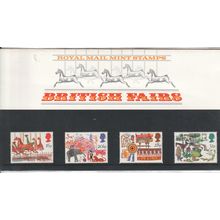 ROYAL MAIL MINT STAMPS
BRITISH FAIRS